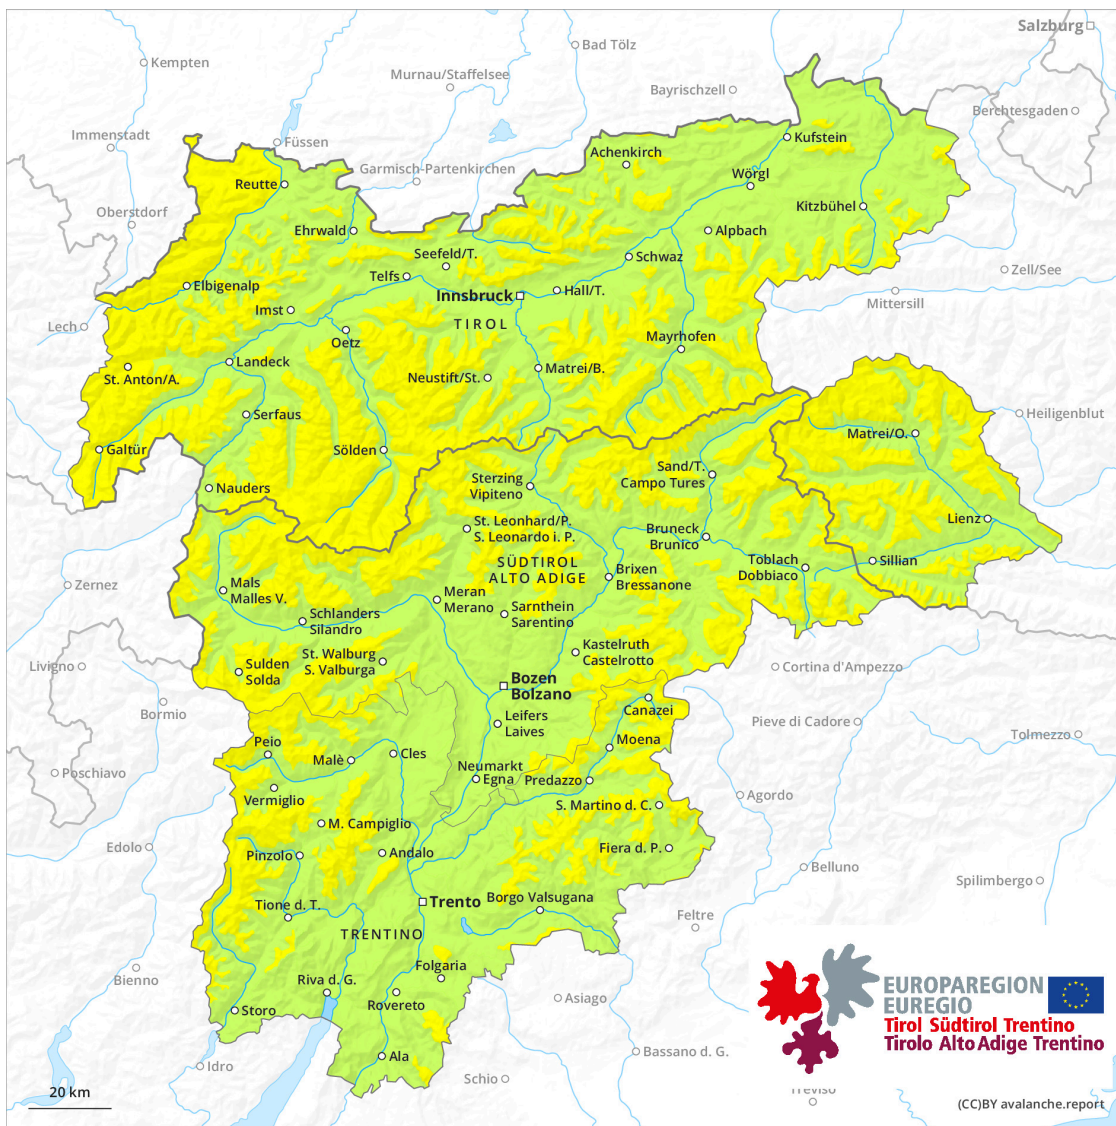 Salzburg
Bad Tölz
Kempten
Murnau/Staffelsee
Bayrischzell
Berchtesgaden
Immenstadt
Füssen
Kufstein
Achenkirch
Garmisch-Partenkirchen
Wörgl
Reutte
Oberstdorf
Kitzbühel
Ehrwald
Alpbach
Seefeld/T.
Schwaz
Zell/See
Telfs
Elbigenalp
Innsbruck
Hall/T.
Mittersill
Imst
Lech
TIROL
Oetz
Mayrhofen
Landeck
St. Anton/A.
Neustift/St.
Matrei/B.
Serfaus
Heiligenblut
Matrei/O.
Galtür
Sölden
Sand/T.
Campo Tures
Sterzing
Vipiteno
Nauders
Lienz
St. Leonhard/P.
S. Leonardo i. P.
Bruneck
Brunico
SÜDTIROL
ALTO ADIGE
Toblach
Dobbiaco
Sillian
Brixen
Bressanone
Zernez
Mals
Malles V.
Meran
Merano
Schlanders
Silandro
Sarnthein
Sarentino
Kastelruth
Castelrotto
St. Walburg
S. Valburga
Livigno
Sulden
Solda
Cortina d'Ampezzo
Bozen
Bolzano
Bormio
Canazei
Leifers
Laives
Pieve di Cadore
Tolmezzo
Peio
Moena
Cles
Malè
Poschiavo
Neumarkt
Egna
Predazzo
Vermiglio
Agordo
S. Martino d. C.
M. Campiglio
Edolo
Pinzolo
Andalo
Fiera d. P.
Belluno
Spilimbergo
Borgo Valsugana
Trento
Tione d. T.
Feltre
TRENTINO
Folgaria
Bienno
Riva d. G.
Rovereto
Asiago
Storo
EUROPAREGION
EUREGIO
Tirol Südtirol Trentino
Tirolo Alto Adige Trentino
Ala
Bassano d. G.
Idro
Schio
Treviso
20 km
(CC)BY avalanche.report